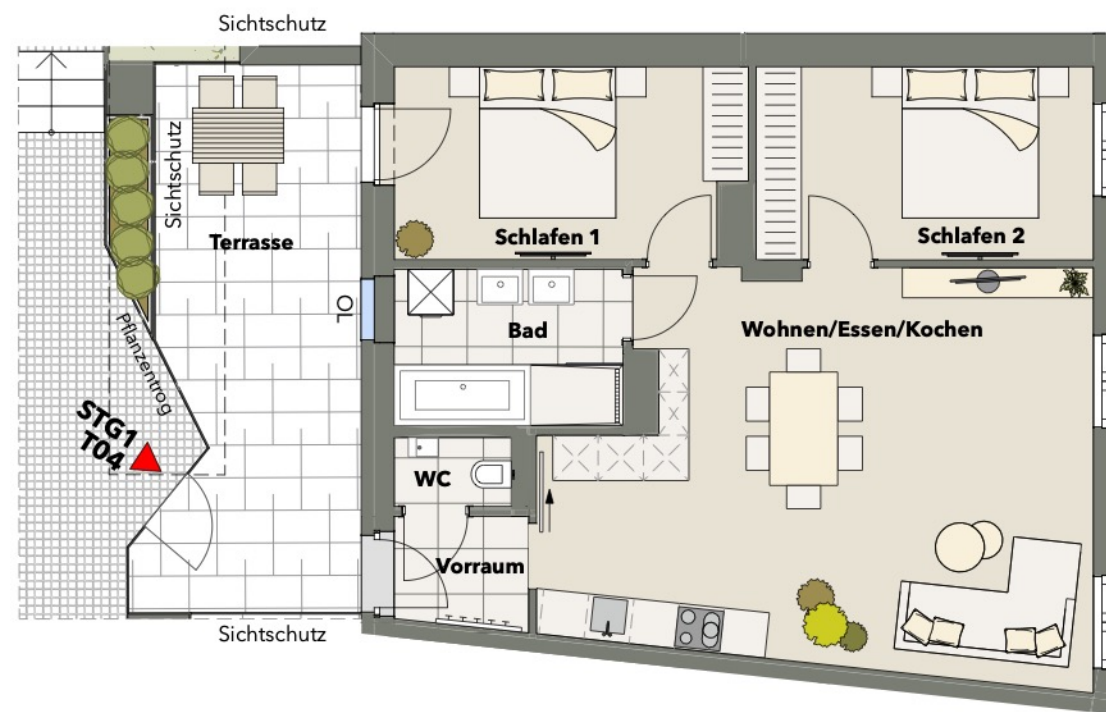 Sichtschutz
Sichtschutz
Terrasse
Schlafen 1
Schlafen 2
OL
Bad
Wohnen/Essen/Kochen
Pflanzentrog
STG1
T04
WC
Vorraum
Sichtschutz